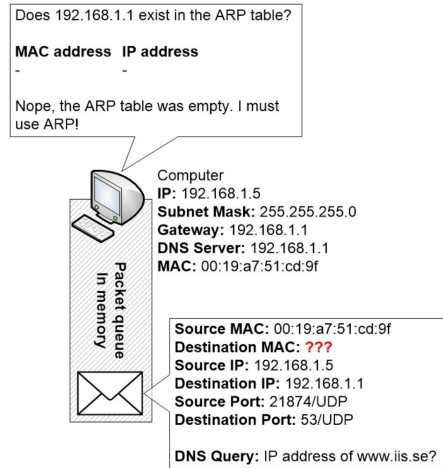 Does 192.168.1.1 exist in the ARP table?
MAC address IP address
- -
Nope, the ARP table was empty. I must
use ARP!
Computer
IP: 192.168.1.5
Subnet Mask: 255.255.255.0
Gateway: 192.168.1.1
DNS Server: 192.168.1.1
MAC: 00:19:a7:51:cd:9f
Packet queue
In memory
Source MAC: 00:19:a7:51:cd:9f
Destination MAC: ???
Source IP: 192.168.1.5
Destination IP: 192.168.1.1
Source Port: 21874/UDP
Destination Port: 53/UDP
DNS Query: IP address of www.iis.se?